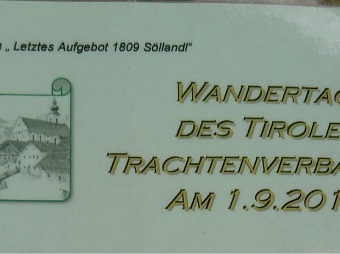 „ Letztes Aufgebot 1809 Söllandl"
WANDERTAG
DES TIROLE
TRACHTENVERBA
AM 1.9.201